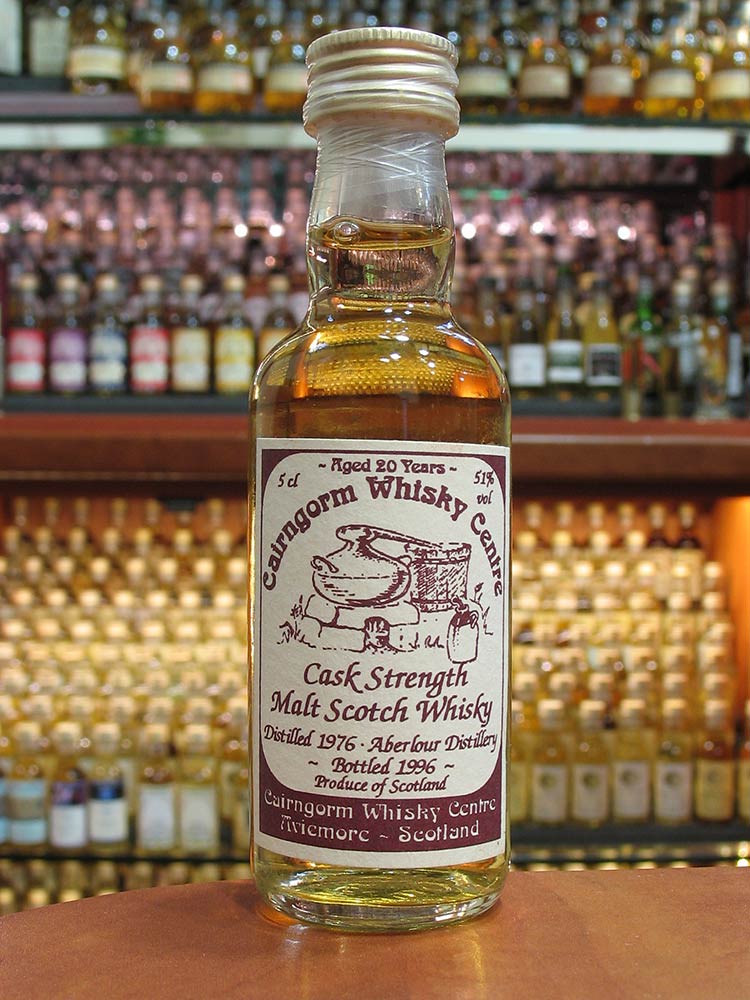 ~ Aged 20 Years ~
5 cl
51% vol
Cairngorm Whisky Centre
Cask Strength
Malt Scotch Whisky
Distilled 1976 · Aberlour Distillery
~ Bottled 1996 ~
Produce of Scotland
Cairngorm Whisky Centre
Aviemore ~ Scotland